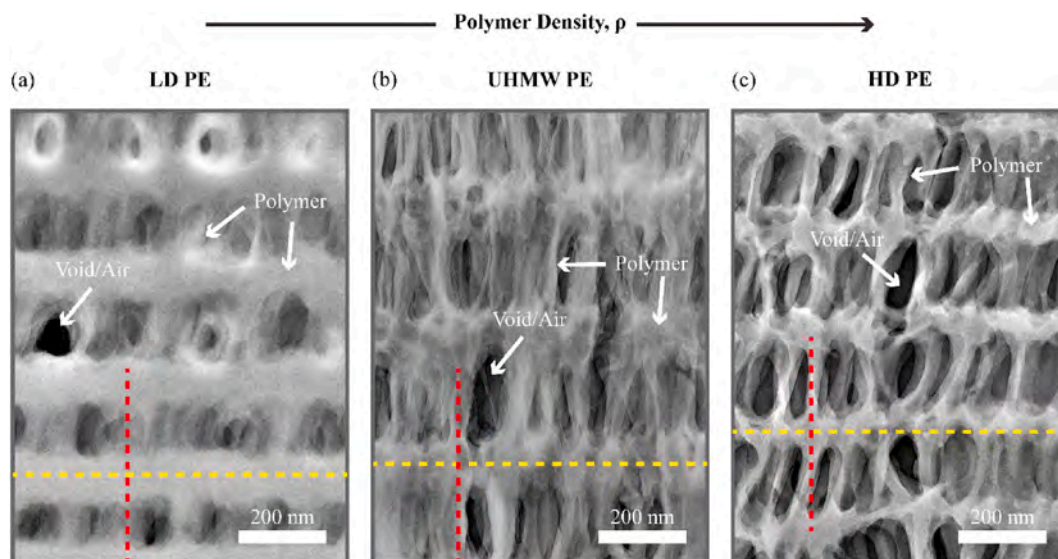 Polymer Density, ρ
(a) LD PE
(b) UHMW PE
(c) HD PE
Polymer
Void/Air
200 nm
Polymer
Void/Air
200 nm
Polymer
Void/Air
200 nm